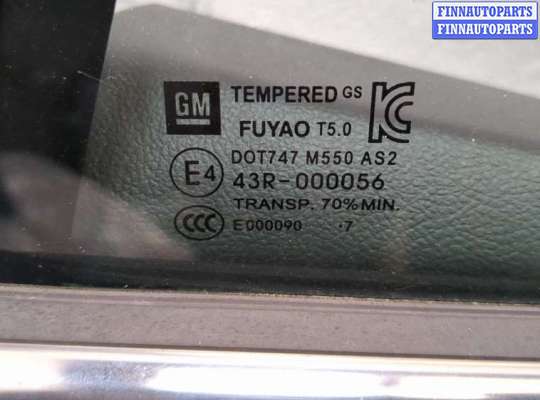 FINNAUTOPARTS
FINNAUTOPARTS
GM TEMPERED GS KC
FUYAO T5.0
DOT747 M550 AS2
E4 43R-000056
TRANSP. 70% MIN.
CCC E000090 .7